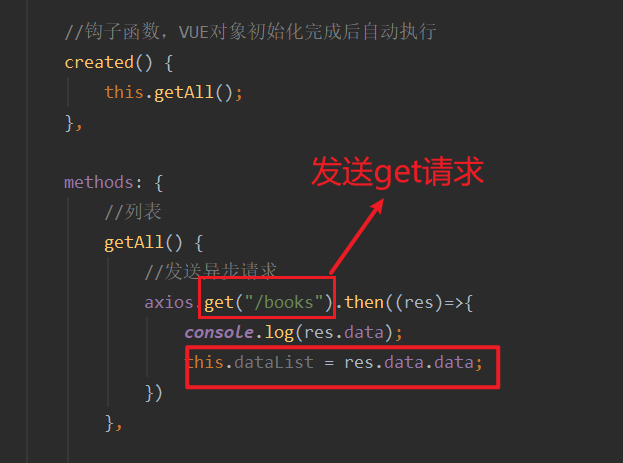 //钩子函数，VUE对象初始化完成后自动执行
created() {
this.getAll();
},
methods: {
发送get请求
//列表
getAll() {
//发送异步请求
axios.get("/books").then((res)=>{
console.log(res.data);
this.dataList = res.data.data;
})
},